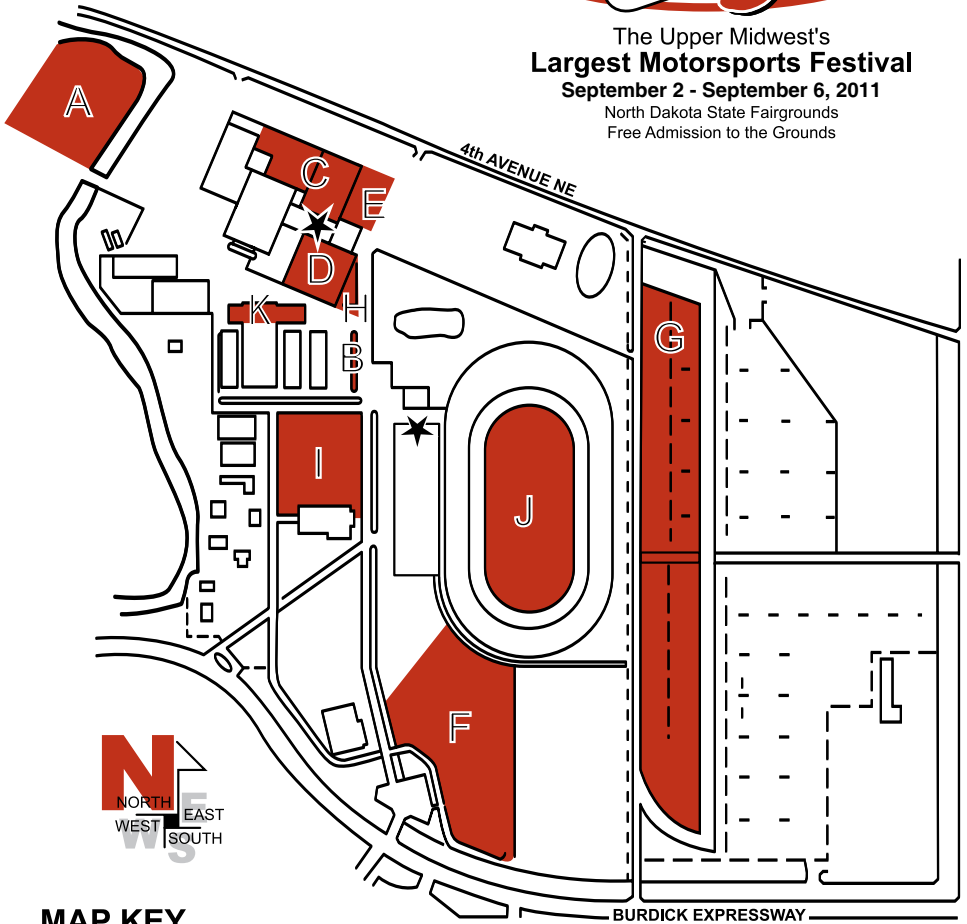 The Upper Midwest's
Largest Motorsports Festival
September 2 - September 6, 2011
North Dakota State Fairgrounds
Free Admission to the Grounds
A
4th AVENUE NE
C
E
D
H
K
B
G
I
J
F
N
NORTH
E
EAST
WEST
W
SOUTH
S
MAP KEY
BURDICK EXPRESSWAY